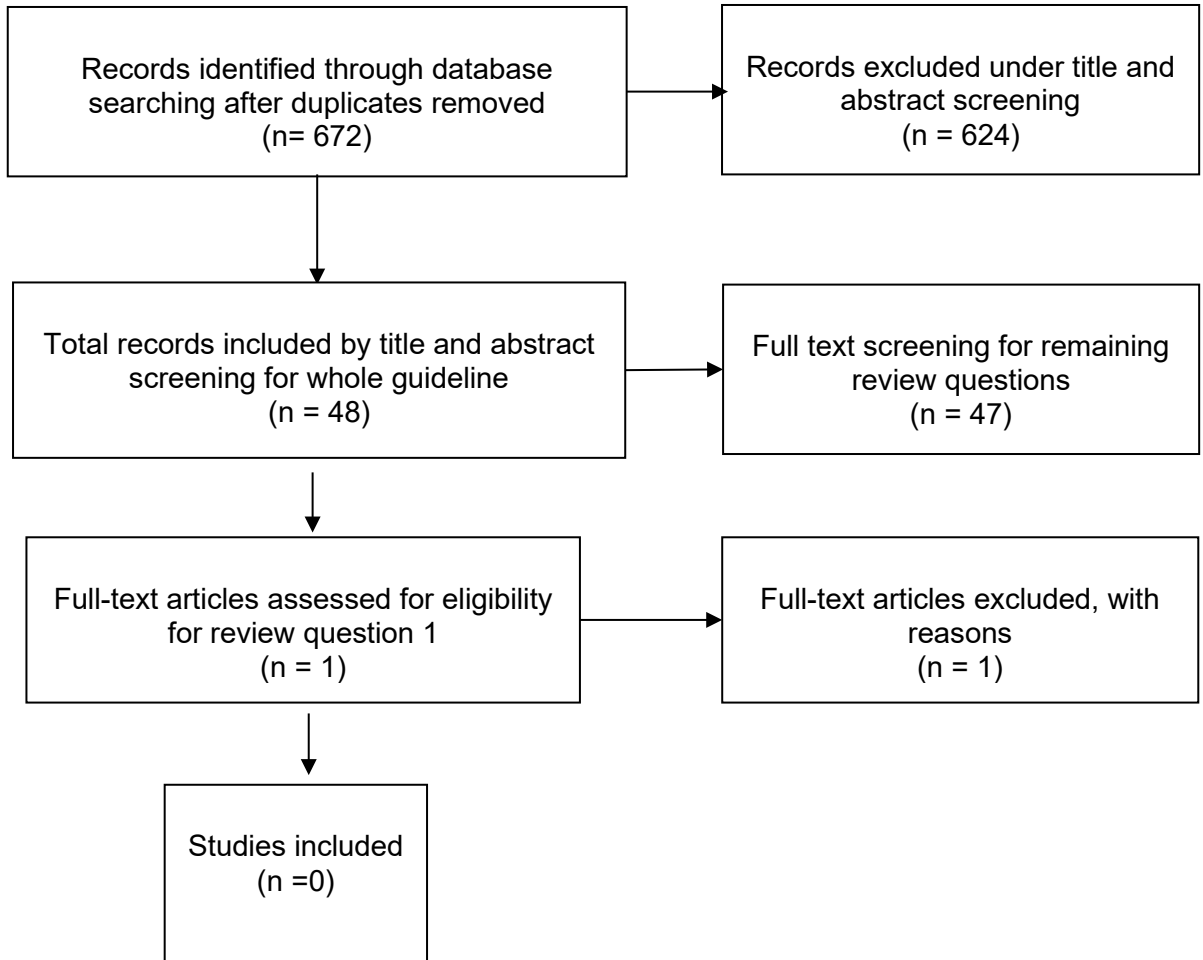 Records identified through database
searching after duplicates removed
(n= 672)
Records excluded under title and
abstract screening
(n = 624)
Total records included by title and abstract
screening for whole guideline
(n = 48)
Full text screening for remaining
review questions
(n = 47)
Full-text articles assessed for eligibility
for review question 1
(n = 1)
Full-text articles excluded, with
reasons
(n = 1)
Studies included
(n =0)